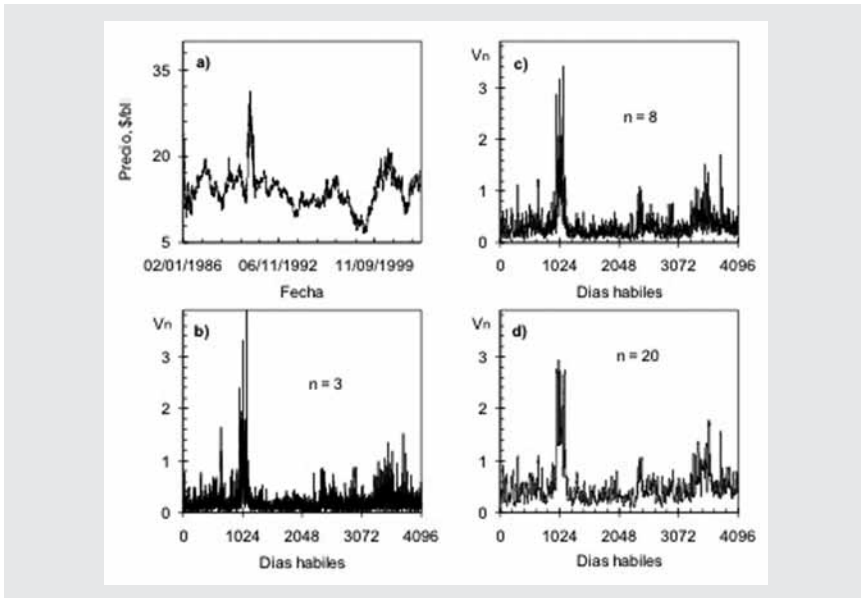 a)
Precio, $/bl
35
20
5
02/01/1986 06/11/1992 11/09/1999
Fecha
Vn
c)
n = 8
3
2
1
0
0 1024 2048 3072 4096
Dias habiles
Vn
b)
n = 3
3
2
1
0
0 1024 2048 3072 4096
Dias habiles
Vn
d)
n = 20
3
2
1
0
0 1024 2048 3072 4096
Dias habiles